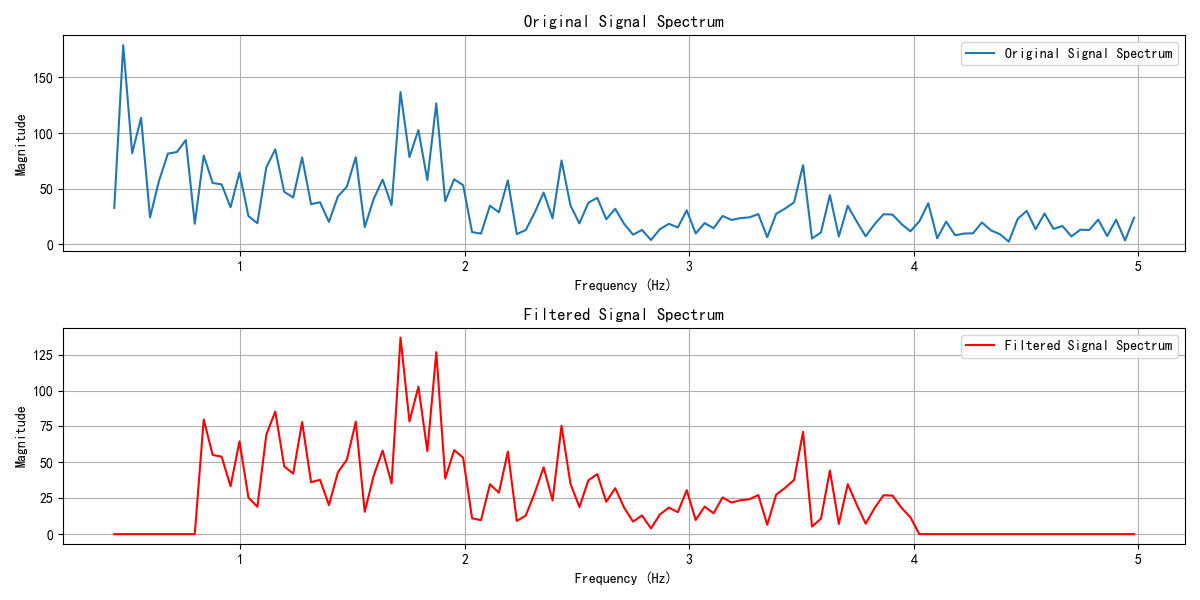 Original Signal Spectrum
Original Signal Spectrum
Magnitude
150
100
50
0
1 2 3 4 5
Frequency (Hz)
Filtered Signal Spectrum
Filtered Signal Spectrum
Magnitude
125
100
75
50
25
0
1 2 3 4 5
Frequency (Hz)